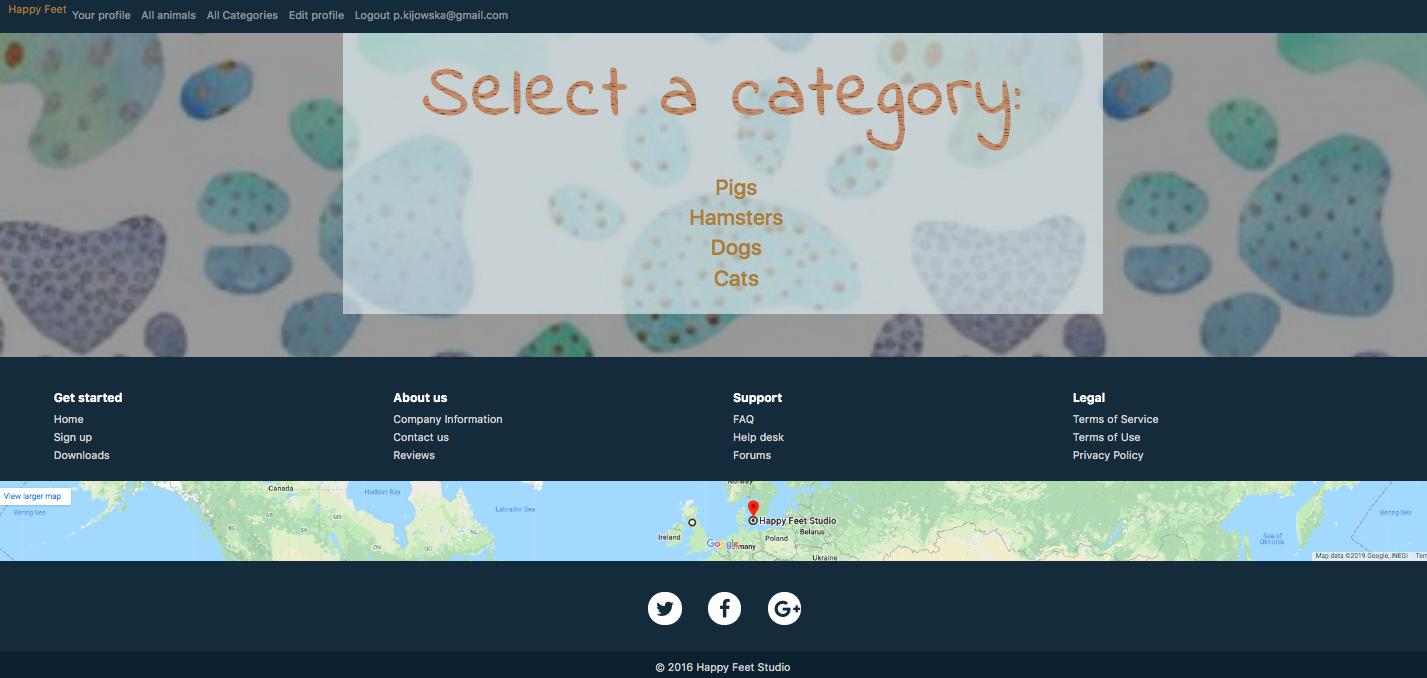 Happy Feet Your profile All animals All Categories Edit profile Logout p.kijowska@gmail.com
Select a category:
Pigs
Hamsters
Dogs
Cats
Get started
Home
Sign up
Downloads
About us
Company Information
Contact us
Reviews
Support
FAQ
Help desk
Forums
Legal
Terms of Service
Terms of Use
Privacy Policy
View larger map
Bering Sea
Canada
Hudson Bay
Labrador Sea
BC
AB
SK
MB
ON
QC
NL
Norway
Happy Feet Studio
Ireland
Belarus
Poland
Google
Ukraine
Sea of
Okhotsk
Bering Sea
Map data ©2019 Google, INEGI
G+
© 2016 Happy Feet Studio